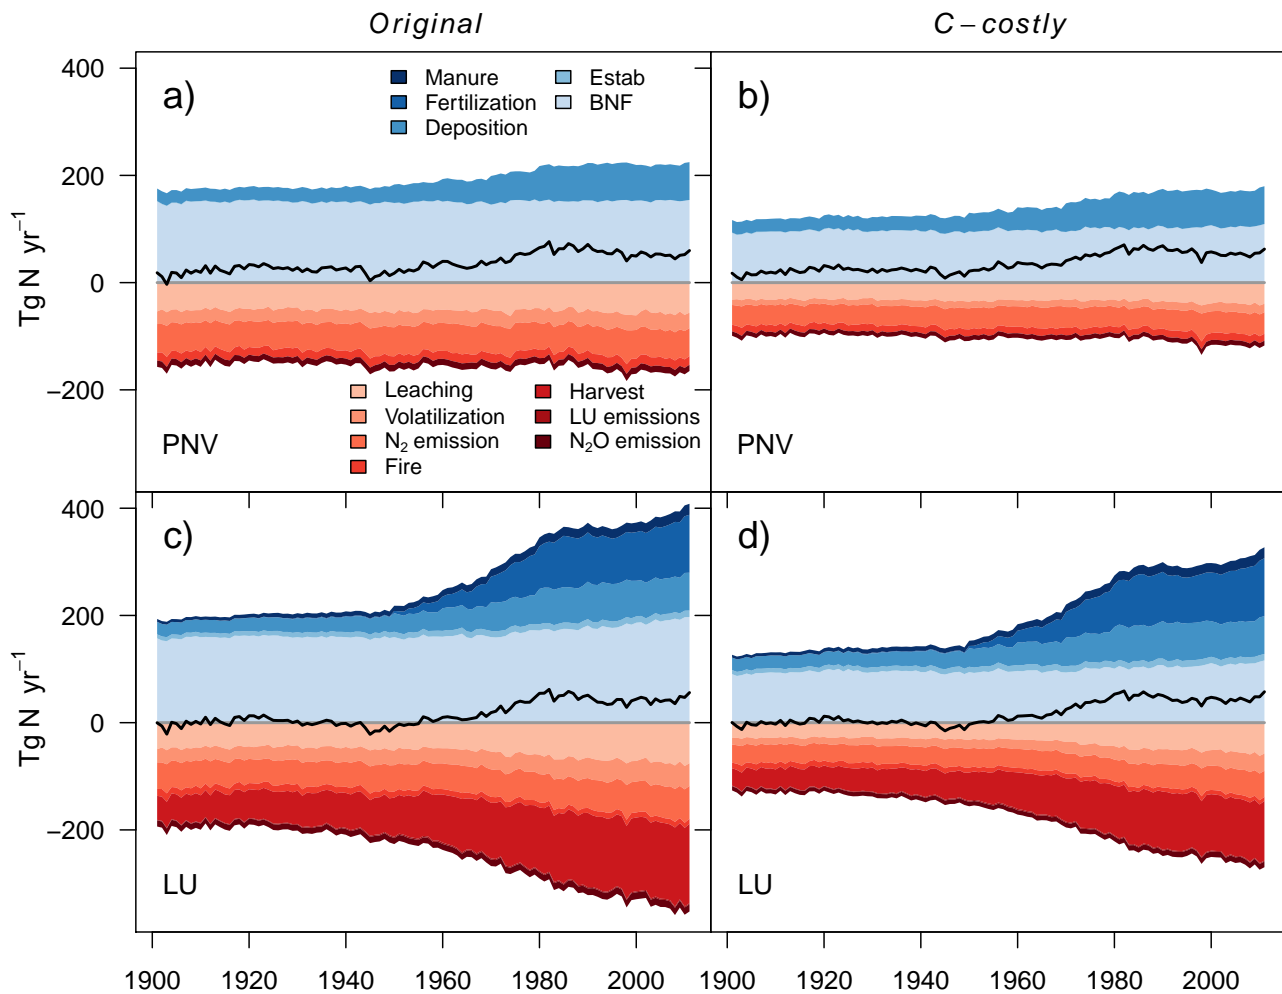 Original
C – costly
a)
b)
Manure
Fertilization
Deposition
Estab
BNF
400
200
0
−200
Tg N yr⁻¹
Leaching
Volatilization
N₂ emission
Fire
Harvest
LU emissions
N₂O emission
PNV
PNV
c)
d)
400
200
0
−200
Tg N yr⁻¹
LU
LU
1900 1920 1940 1960 1980 2000
1900 1920 1940 1960 1980 2000